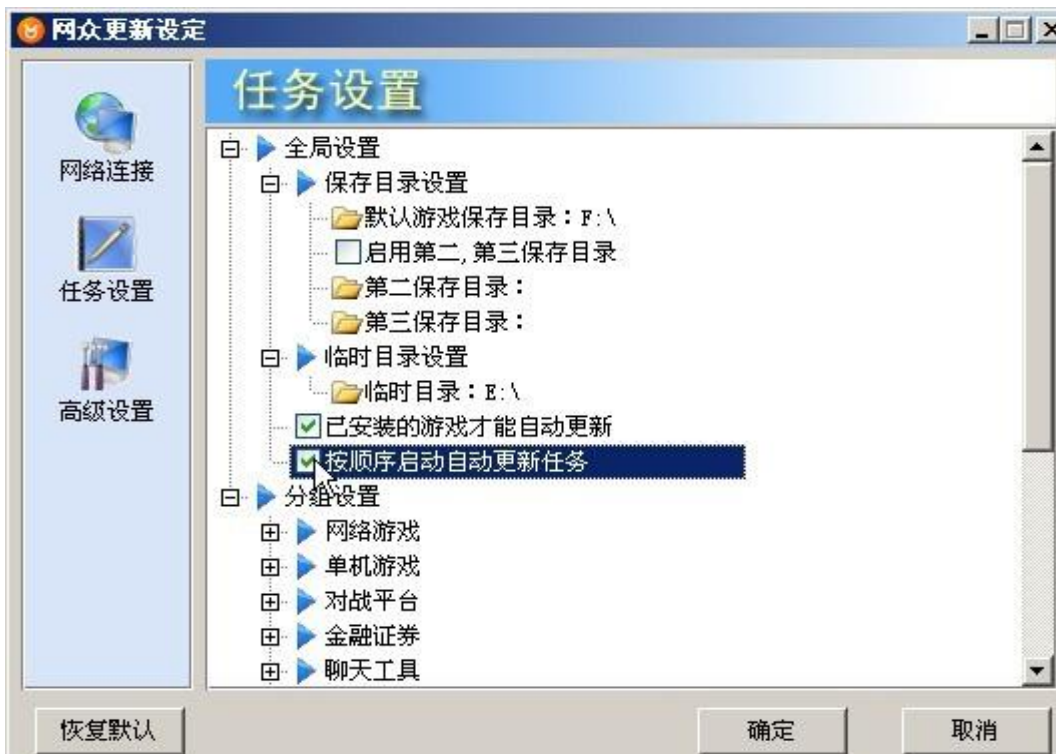 网众更新设定
任务设置
网络连接
任务设置
高级设置
全局设置
保存目录设置
默认游戏保存目录：F:\
启用第二,第三保存目录
第二保存目录：
第三保存目录：
临时目录设置
临时目录：E:\
已安装的游戏才能自动更新
按顺序启动自动更新任务
分组设置
网络游戏
单机游戏
对战平台
金融证券
聊天工具
恢复默认
确定
取消